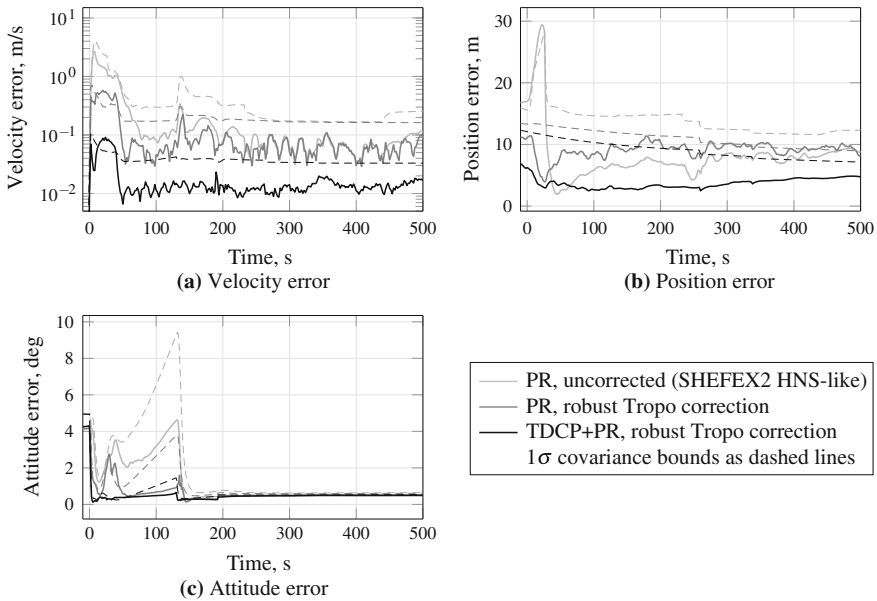 10¹
10⁰
10⁻¹
10⁻²
Velocity error, m/s
0 100 200 300 400 500
Time, s
(a) Velocity error
30
20
10
0
Position error, m
0 100 200 300 400 500
Time, s
(b) Position error
10
8
6
4
2
0
Attitude error, deg
0 100 200 300 400 500
Time, s
(c) Attitude error
PR, uncorrected (SHEFEX2 HNS-like)
PR, robust Tropo correction
TDCP+PR, robust Tropo correction
1σ covariance bounds as dashed lines